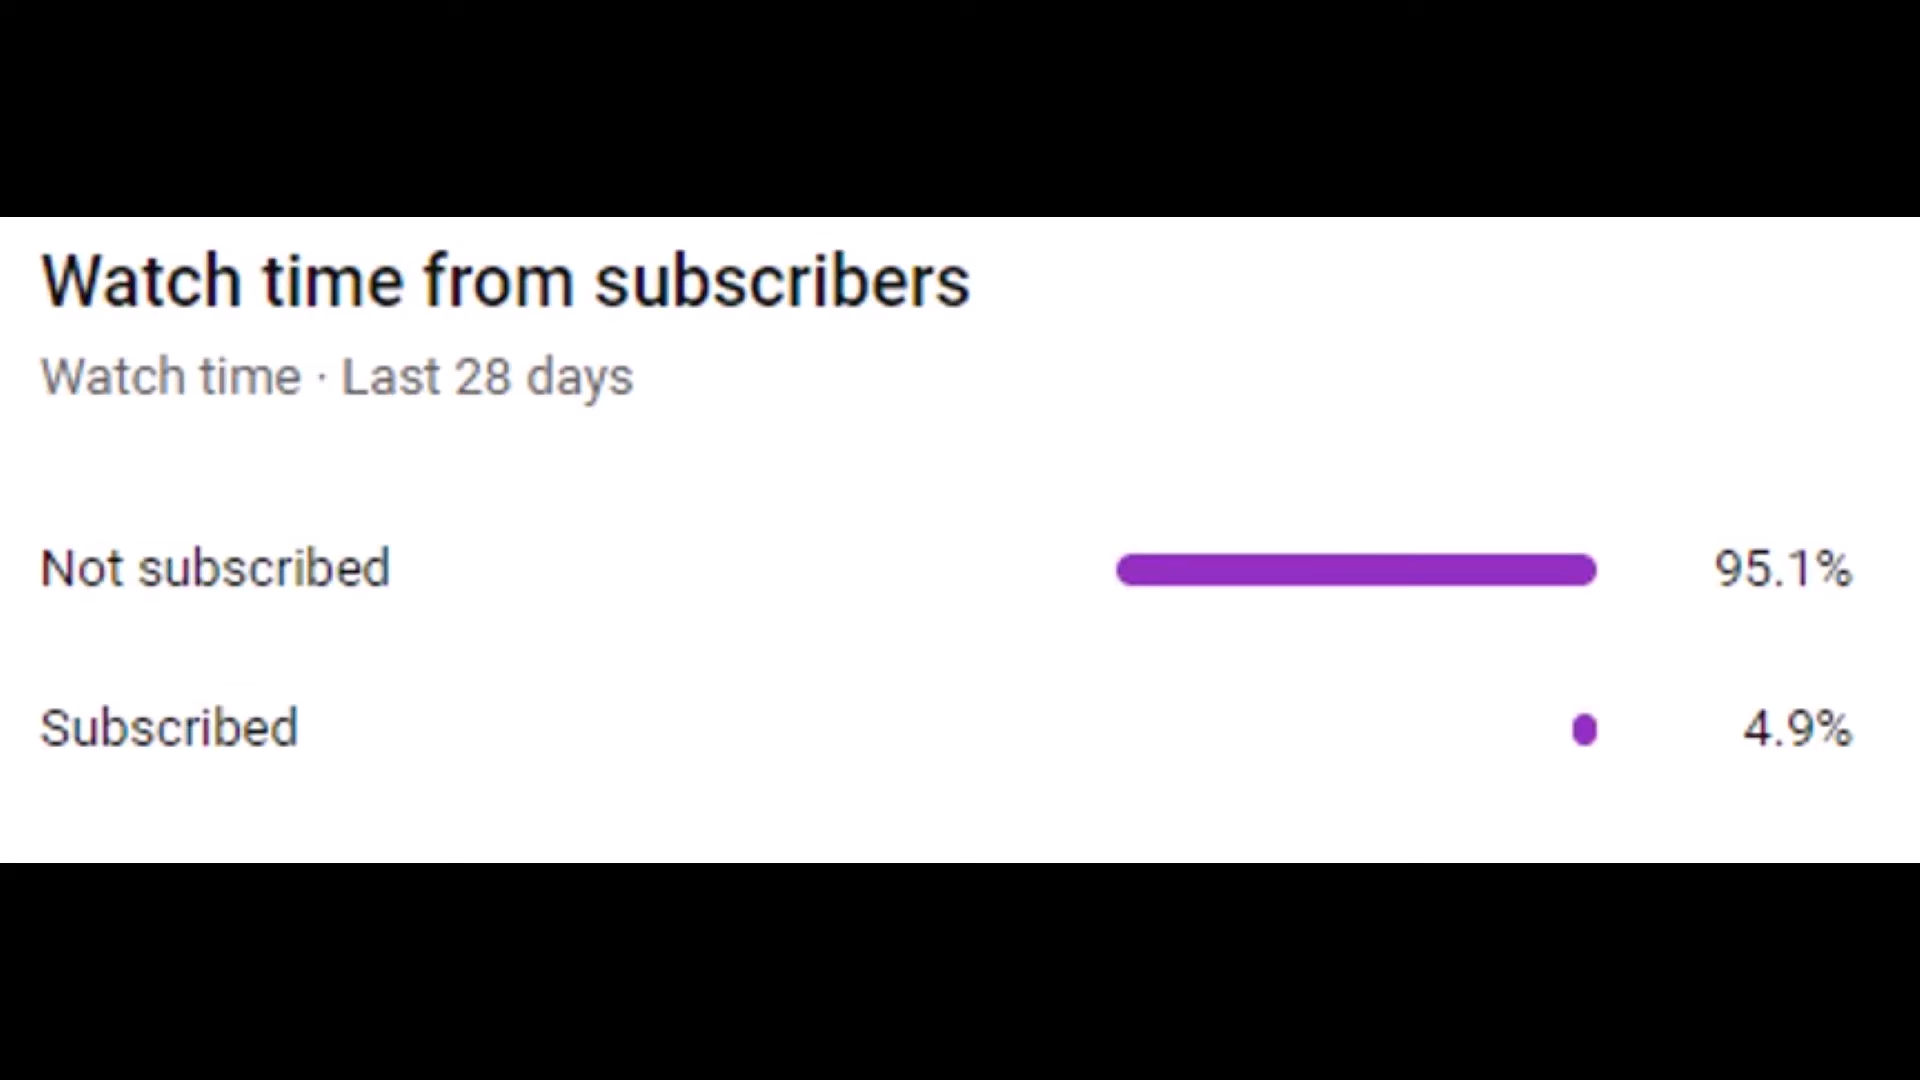 Watch time from subscribers
Watch time · Last 28 days
Not subscribed 95.1%
Subscribed 4.9%